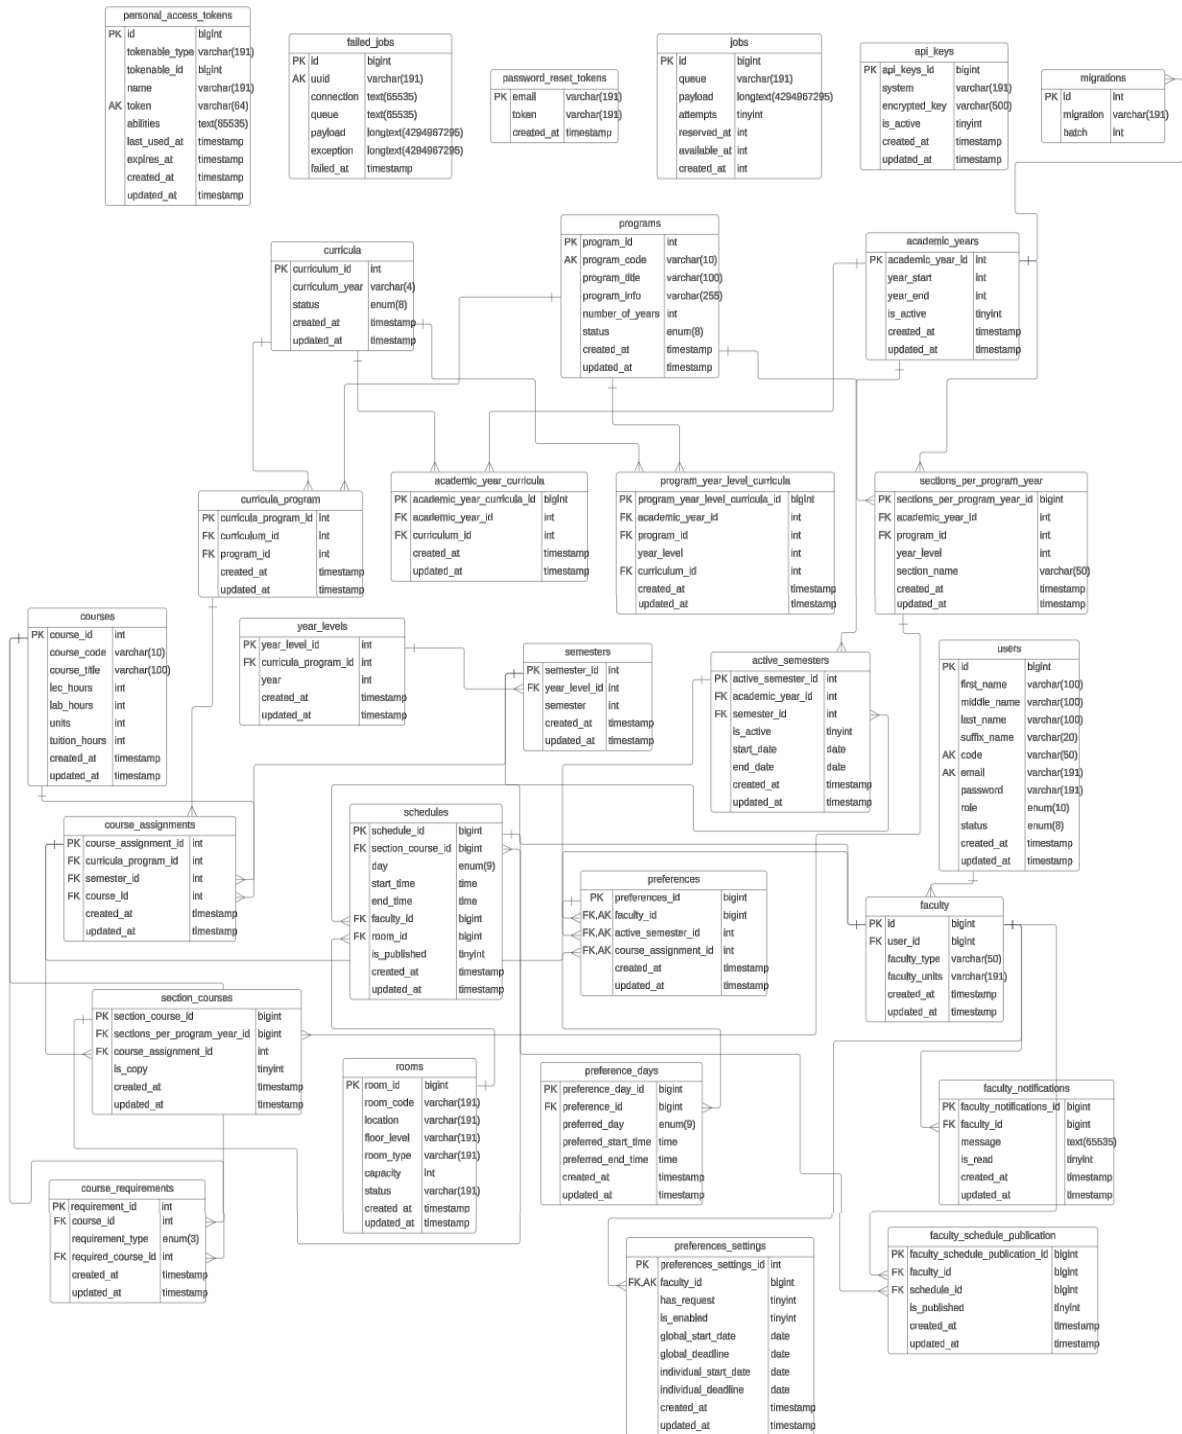 personal_access_tokens
PK id bigint
tokenable_type varchar(191)
tokenable_id bigint
name varchar(191)
AK token varchar(64)
abilities text(65535)
last_used_at timestamp
expires_at timestamp
created_at timestamp
updated_at timestamp
failed_jobs
PK id bigint
AK uuid varchar(191)
connection text(65535)
queue text(65535)
payload longtext(4294967295)
exception longtext(4294967295)
failed_at timestamp
password_reset_tokens
PK email varchar(191)
token varchar(191)
created_at timestamp
jobs
PK id bigint
queue varchar(191)
payload longtext(4294967295)
attempts tinyint
reserved_at int
available_at int
created_at int
api_keys
PK api_keys_id bigint
system varchar(191)
encrypted_key varchar(500)
is_active tinyint
created_at timestamp
updated_at timestamp
migrations
PK id int
migration varchar(191)
batch int
curricula
PK curriculum_id int
curriculum_year varchar(4)
status enum(8)
created_at timestamp
updated_at timestamp
programs
PK program_id int
AK program_code varchar(10)
program_title varchar(100)
program_info varchar(255)
number_of_years int
status enum(8)
created_at timestamp
updated_at timestamp
academic_years
PK academic_year_id int
year_start int
year_end int
is_active tinyint
created_at timestamp
updated_at timestamp
curricula_program
PK curricula_program_id int
FK curriculum_id int
FK program_id int
created_at timestamp
updated_at timestamp
academic_year_curricula
PK academic_year_curricula_id bigint
FK academic_year_id int
FK curriculum_id int
created_at timestamp
updated_at timestamp
program_year_level_curricula
PK program_year_level_curricula_id bigint
FK academic_year_id int
FK program_id int
year_level int
FK curriculum_id int
created_at timestamp
updated_at timestamp
sections_per_program_year
PK sections_per_program_year_id bigint
FK academic_year_id int
FK program_id int
year_level int
section_name varchar(50)
created_at timestamp
updated_at timestamp
courses
PK course_id int
course_code varchar(10)
course_title varchar(100)
lec_hours int
lab_hours int
units int
tuition_hours int
created_at timestamp
updated_at timestamp
year_levels
PK year_level_id int
FK curricula_program_id int
year int
created_at timestamp
updated_at timestamp
semesters
PK semester_id int
FK year_level_id int
semester int
created_at timestamp
updated_at timestamp
active_semesters
PK active_semester_id int
FK academic_year_id int
FK semester_id int
is_active tinyint
start_date date
end_date date
created_at timestamp
updated_at timestamp
users
PK id bigint
first_name varchar(100)
middle_name varchar(100)
last_name varchar(100)
suffix_name varchar(20)
AK code varchar(50)
AK email varchar(191)
password varchar(191)
role enum(10)
status enum(8)
created_at timestamp
updated_at timestamp
course_assignments
PK course_assignment_id int
FK curricula_program_id int
FK semester_id int
FK course_id int
created_at timestamp
updated_at timestamp
schedules
PK schedule_id bigint
FK section_course_id bigint
day enum(9)
start_time time
end_time time
FK faculty_id bigint
FK room_id bigint
is_published tinyint
created_at timestamp
updated_at timestamp
preferences
PK preferences_id bigint
FK,AK faculty_id bigint
FK,AK active_semester_id int
FK,AK course_assignment_id int
created_at timestamp
updated_at timestamp
faculty
PK id bigint
FK user_id bigint
faculty_type varchar(50)
faculty_units varchar(191)
created_at timestamp
updated_at timestamp
section_courses
PK section_course_id bigint
FK sections_per_program_year_id bigint
FK course_assignment_id int
is_copy tinyint
created_at timestamp
updated_at timestamp
rooms
PK room_id bigint
room_code varchar(191)
location varchar(191)
floor_level varchar(191)
room_type varchar(191)
capacity int
status varchar(191)
created_at timestamp
updated_at timestamp
preference_days
PK preference_day_id bigint
FK preference_id bigint
preferred_day enum(9)
preferred_start_time time
preferred_end_time time
created_at timestamp
updated_at timestamp
faculty_notifications
PK faculty_notifications_id bigint
FK faculty_id bigint
message text(65535)
is_read tinyint
created_at timestamp
updated_at timestamp
course_requirements
PK requirement_id int
FK course_id int
requirement_type enum(3)
FK required_course_id int
created_at timestamp
updated_at timestamp
preferences_settings
PK preferences_settings_id int
FK,AK faculty_id bigint
has_request tinyint
is_enabled tinyint
global_start_date date
global_deadline date
individual_start_date date
individual_deadline date
created_at timestamp
updated_at timestamp
faculty_schedule_publication
PK faculty_schedule_publication_id bigint
FK faculty_id bigint
FK schedule_id bigint
is_published tinyint
created_at timestamp
updated_at timestamp